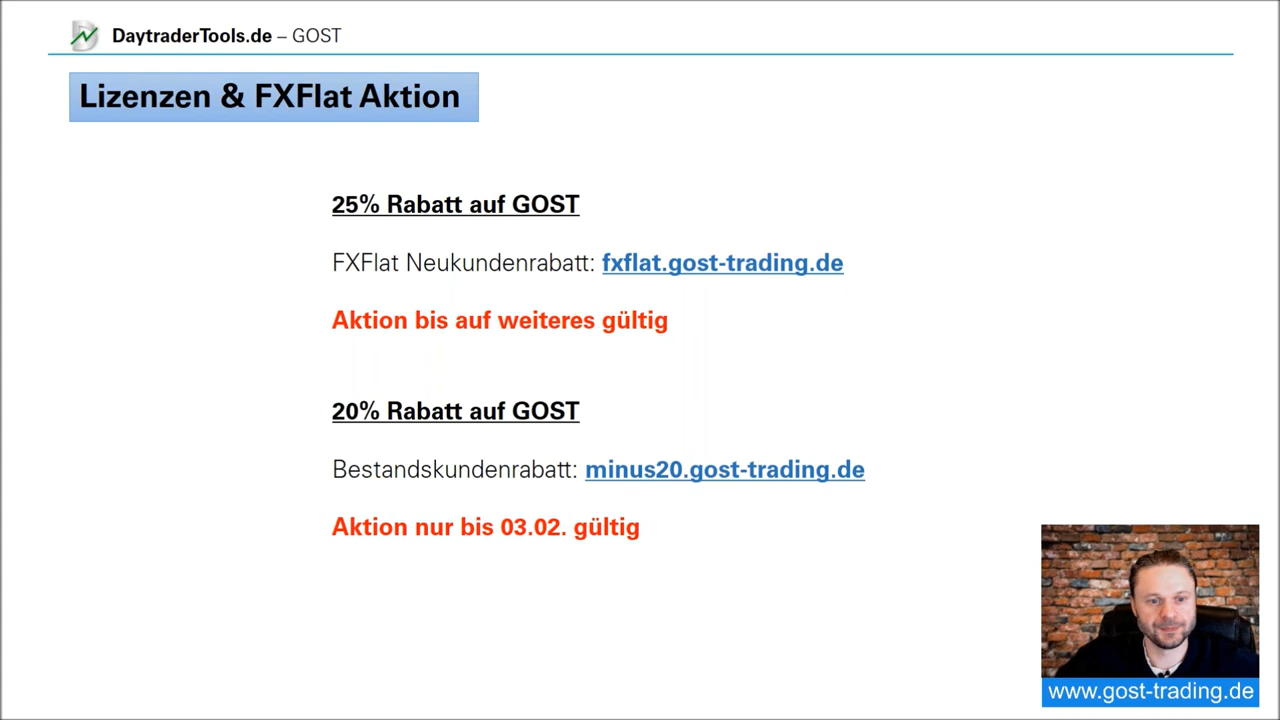 DaytraderTools.de – GOST
Lizenzen & FXFlat Aktion
25% Rabatt auf GOST
FXFlat Neukundenrabatt: fxflat.gost-trading.de
Aktion bis auf weiteres gültig
20% Rabatt auf GOST
Bestandskundenrabatt: minus20.gost-trading.de
Aktion nur bis 03.02. gültig
www.gost-trading.de